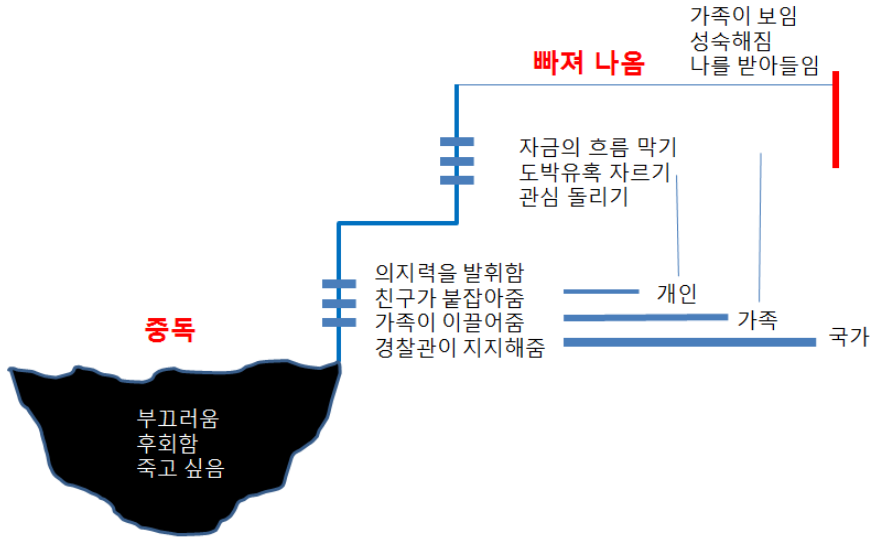 가족이 보임
성숙해짐
나를 받아들임
빠져 나옴
자금의 흐름 막기
도박유혹 자르기
관심 돌리기
의지력을 발휘함
친구가 붙잡아줌
가족이 이끌어줌
경찰관이 지지해줌
개인
가족
국가
중독
부끄러움
후회함
죽고 싶음